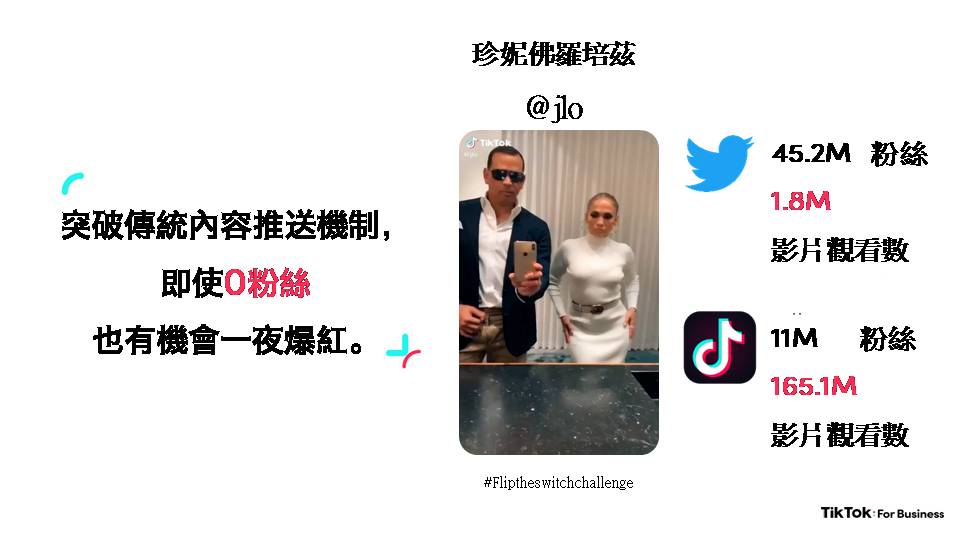 珍妮佛羅培茲
@jlo
TikTok
突破傳統內容推送機制，
即使0粉絲
也有機會一夜爆紅。
45.2M 粉絲
1.8M
影片觀看數
11M 粉絲
165.1M
影片觀看數
#Fliptheswitchchallenge
TikTok: For Business